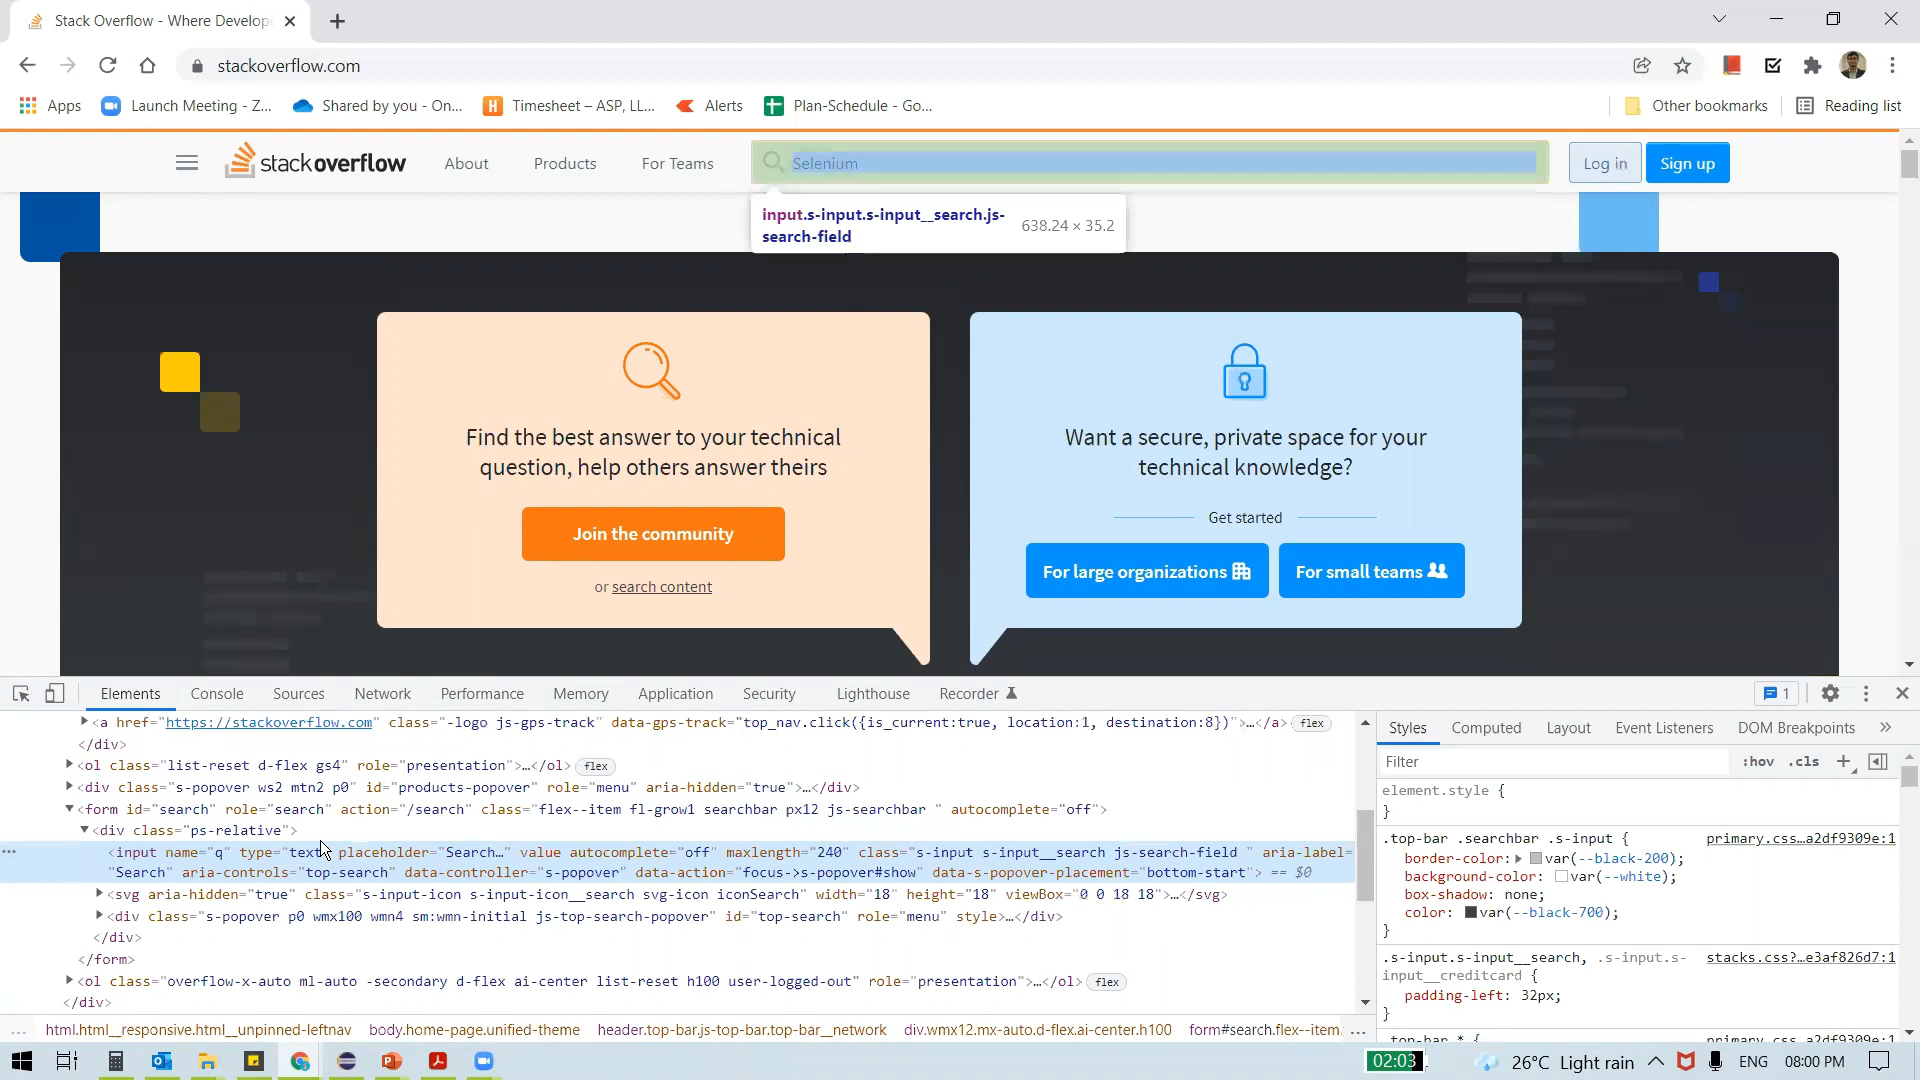 Stack Overflow - Where Develop
stackoverflow.com
Apps
Launch Meeting - Z...
Shared by you - On...
Timesheet – ASP, LL...
Alerts
Plan-Schedule - Go...
Other bookmarks
Reading list
stackoverflow
About
Products
For Teams
Selenium
Log in
Sign up
input.s-input.s-input__search.js-
search-field
638.24 × 35.2
Find the best answer to your technical
question, help others answer theirs
Join the community
or search content
Want a secure, private space for your
technical knowledge?
Get started
For large organizations
For small teams
Elements
Console
Sources
Network
Performance
Memory
Application
Security
Lighthouse
Recorder
1
<a href="https://stackoverflow.com" class="-logo js-gps-track" data-gps-track="top_nav.click({is_current:true, location:1, destination:8})">…</a> flex
</div>
<ol class="list-reset d-flex gs4" role="presentation">…</ol> flex
<div class="s-popover ws2 mtn2 p0" id="products-popover" role="menu" aria-hidden="true">…</div>
<form id="search" role="search" action="/search" class="flex--item fl-grow1 searchbar px12 js-searchbar " autocomplete="off">
<div class="ps-relative">
<input name="q" type="text" placeholder="Search…" value autocomplete="off" maxlength="240" class="s-input s-input__search js-search-field " aria-label=
"Search" aria-controls="top-search" data-controller="s-popover" data-action="focus->s-popover#show" data-s-popover-placement="bottom-start"> == $0
<svg aria-hidden="true" class="s-input-icon s-input-icon__search svg-icon iconSearch" width="18" height="18" viewBox="0 0 18 18">…</svg>
<div class="s-popover p0 wmx100 wmn4 sm:wmn-initial js-top-search-popover" id="top-search" role="menu" style>…</div>
</div>
</form>
<ol class="overflow-x-auto ml-auto -secondary d-flex ai-center list-reset h100 user-logged-out" role="presentation">…</ol> flex
</div>
... html.html__responsive.html__unpinned-leftnav body.home-page.unified-theme header.top-bar.js-top-bar.top-bar__network div.wmx12.mx-auto.d-flex.ai-center.h100 form#search.flex--item. ...
Styles
Computed
Layout
Event Listeners
DOM Breakpoints
»
Filter
:hov
.cls
element.style {
}
.top-bar .searchbar .s-input {
primary.css…a2df9309e:1
border-color: var(--black-200);
background-color: var(--white);
box-shadow: none;
color: var(--black-700);
}
.s-input.s-input__search, .s-input.s-
stacks.css?…e3af826d7:1
input__creditcard {
padding-left: 32px;
}
.top-bar * {
primary.css…a2df9309e:1
02:03
26°C Light rain
ENG
08:00 PM